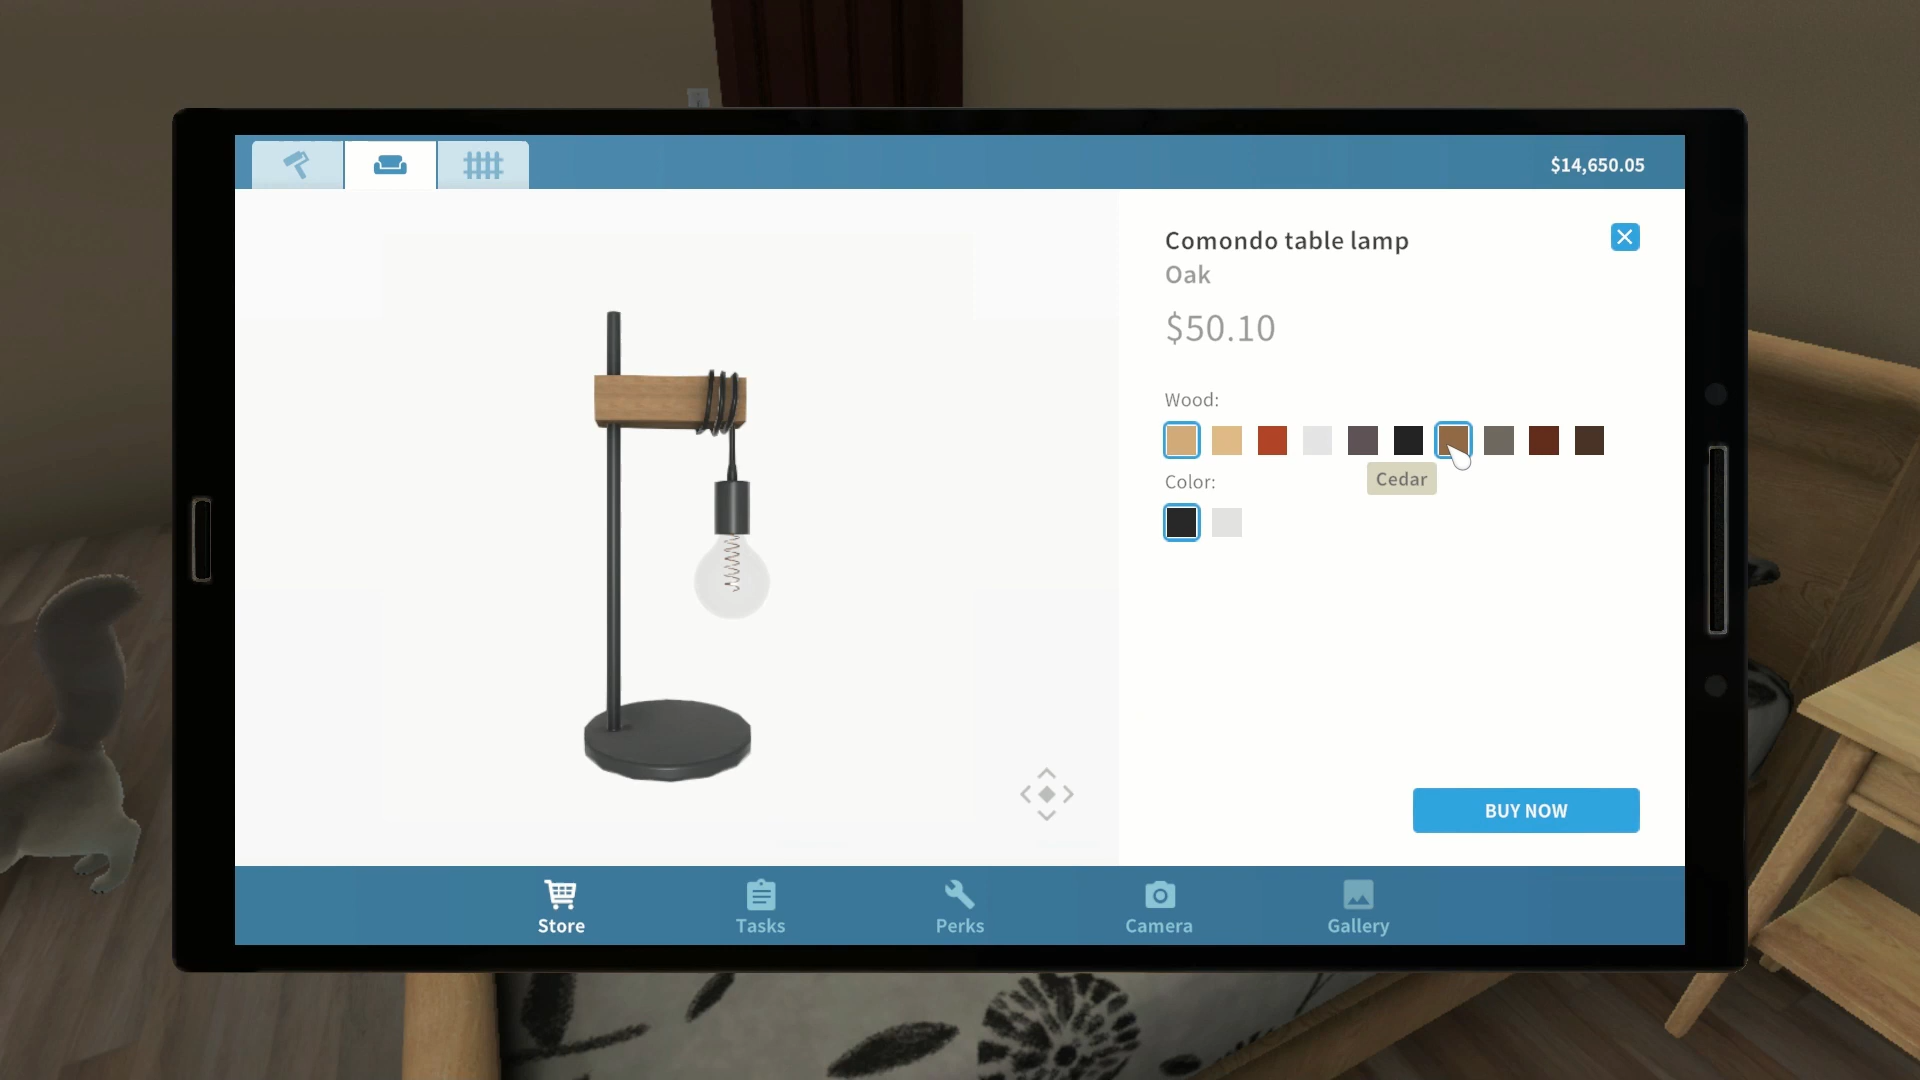 $14,650.05
Comondo table lamp
Oak
$50.10
Wood:
Cedar
Color:
BUY NOW
Store
Tasks
Perks
Camera
Gallery